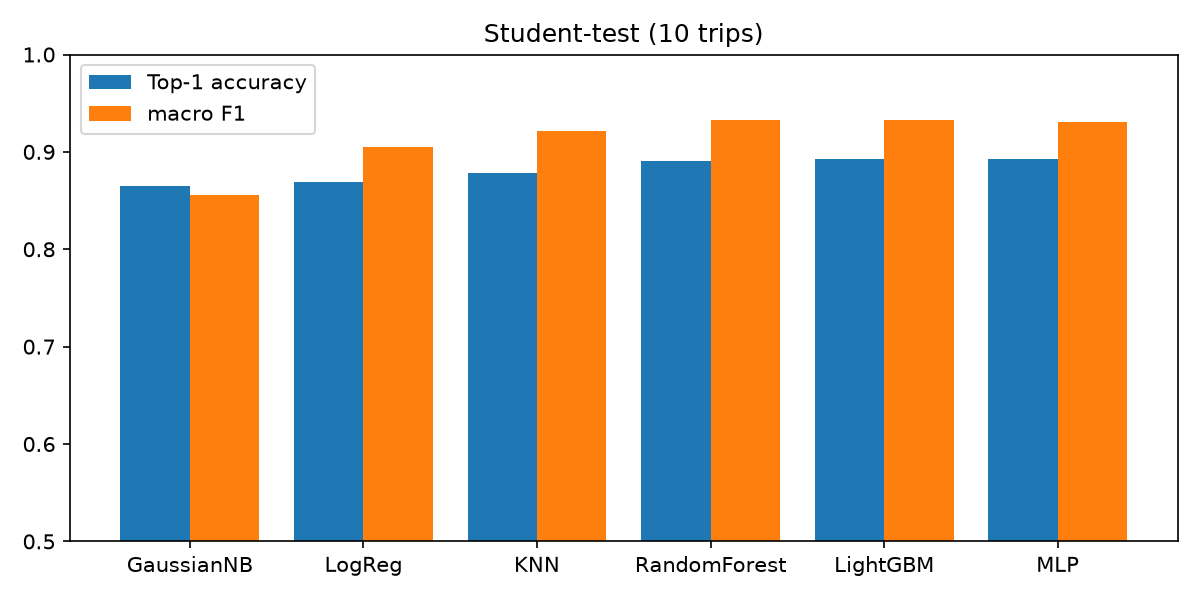 Student-test (10 trips)
Top-1 accuracy
macro F1
1.0
0.9
0.8
0.7
0.6
0.5
GaussianNB LogReg KNN RandomForest LightGBM MLP